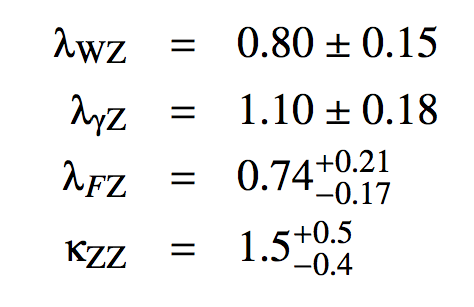 λWZ = 0.80 ± 0.15
λγZ = 1.10 ± 0.18
λFZ = 0.74 +0.21 −0.17
κZZ = 1.5 +0.5 −0.4